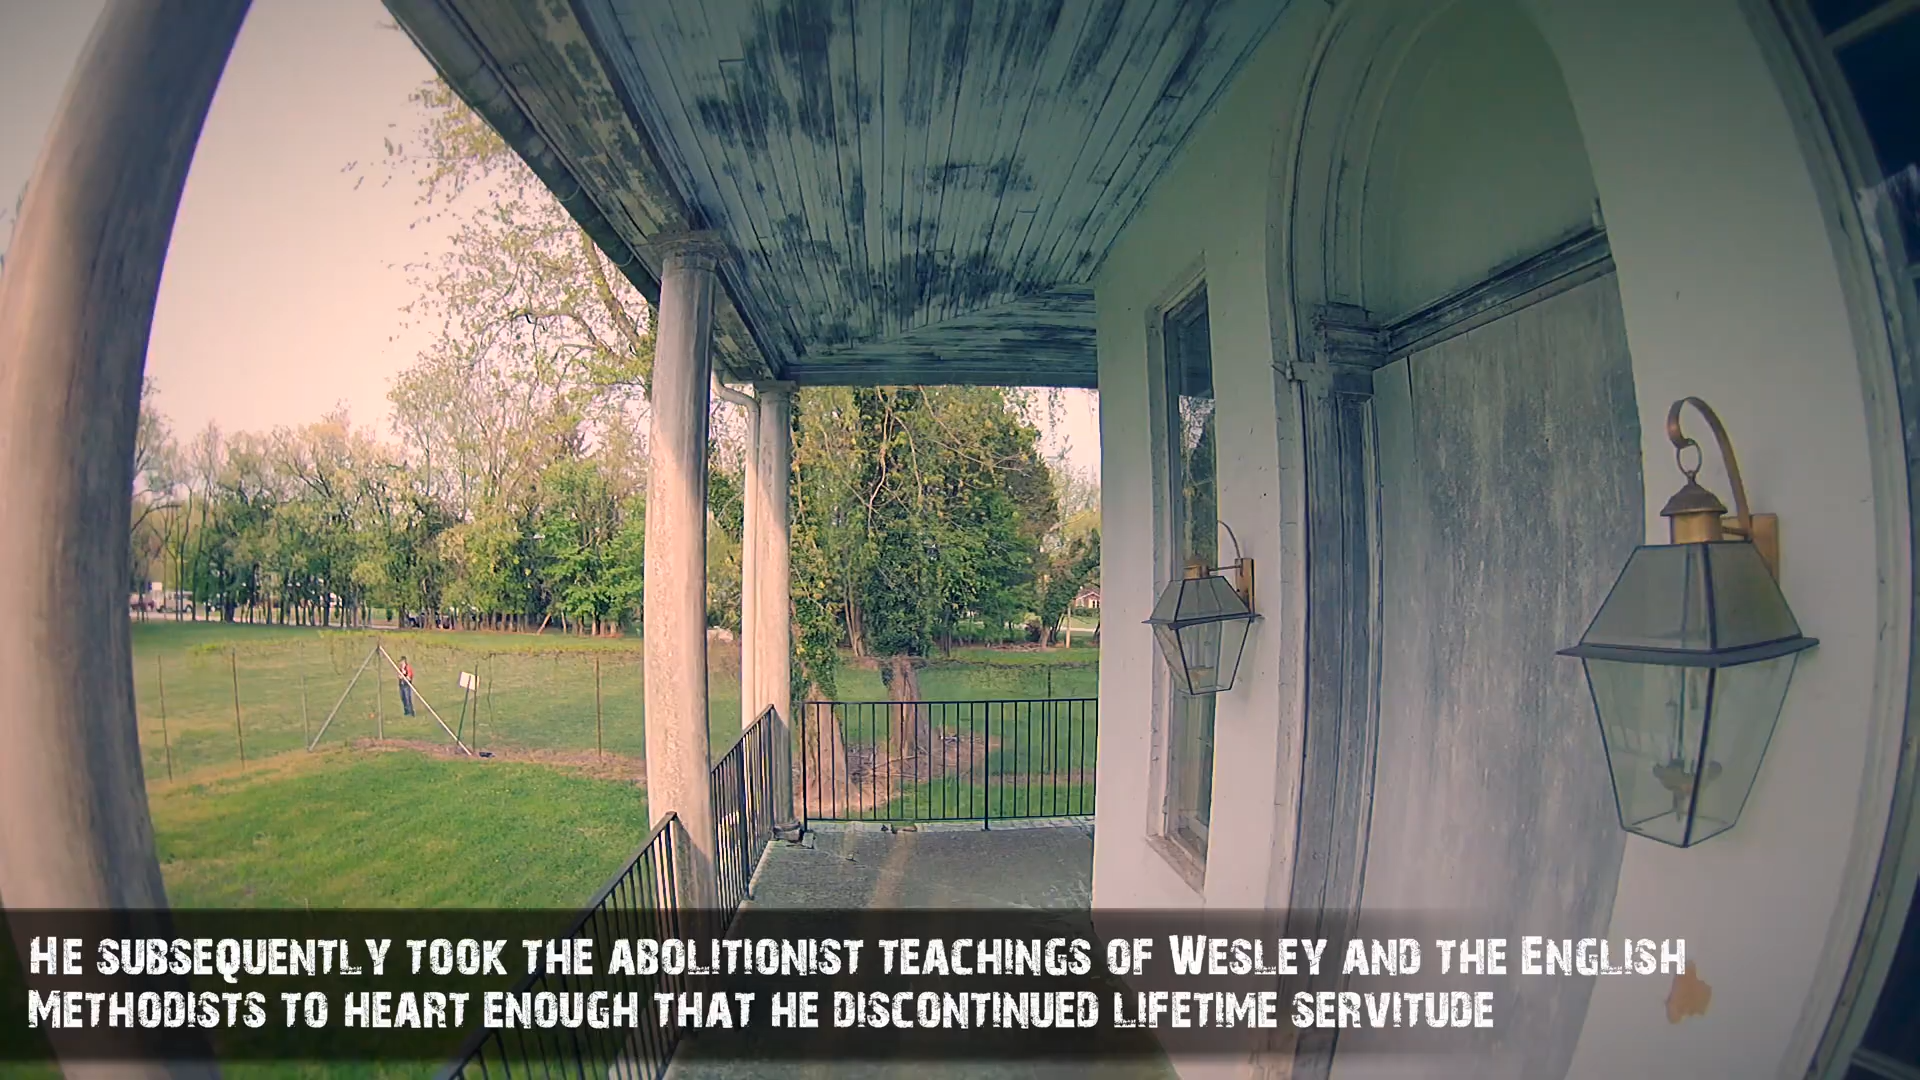 He subsequently took the abolitionist teachings of Wesley and the English
Methodists to heart enough that he discontinued lifetime servitude